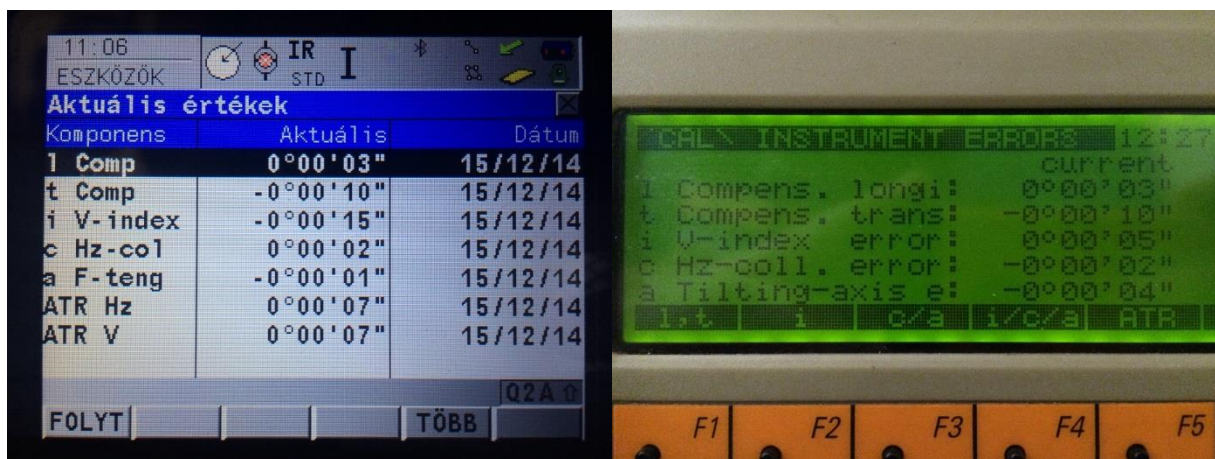 11:06
ESZKÖZÖK
IR
STD I
Aktuális értékek
Komponens Aktuális Dátum
l Comp 0°00'03" 15/12/14
t Comp -0°00'10" 15/12/14
i V-index -0°00'15" 15/12/14
c Hz-col 0°00'02" 15/12/14
a F-teng -0°00'01" 15/12/14
ATR Hz 0°00'07" 15/12/14
ATR V 0°00'07" 15/12/14
Q2A
FOLYT TÖBB
CAL\ INSTRUMENT ERRORS 12:27
current
l Compens. longi: 0°00'03"
t Compens. trans: -0°00'10"
i V-index error: -0°00'05"
c Hz-coll. error: -0°00'02"
a Tilting-axis e: -0°00'04"
l,t i c/a i/c/a ATR
F1 F2 F3 F4 F5